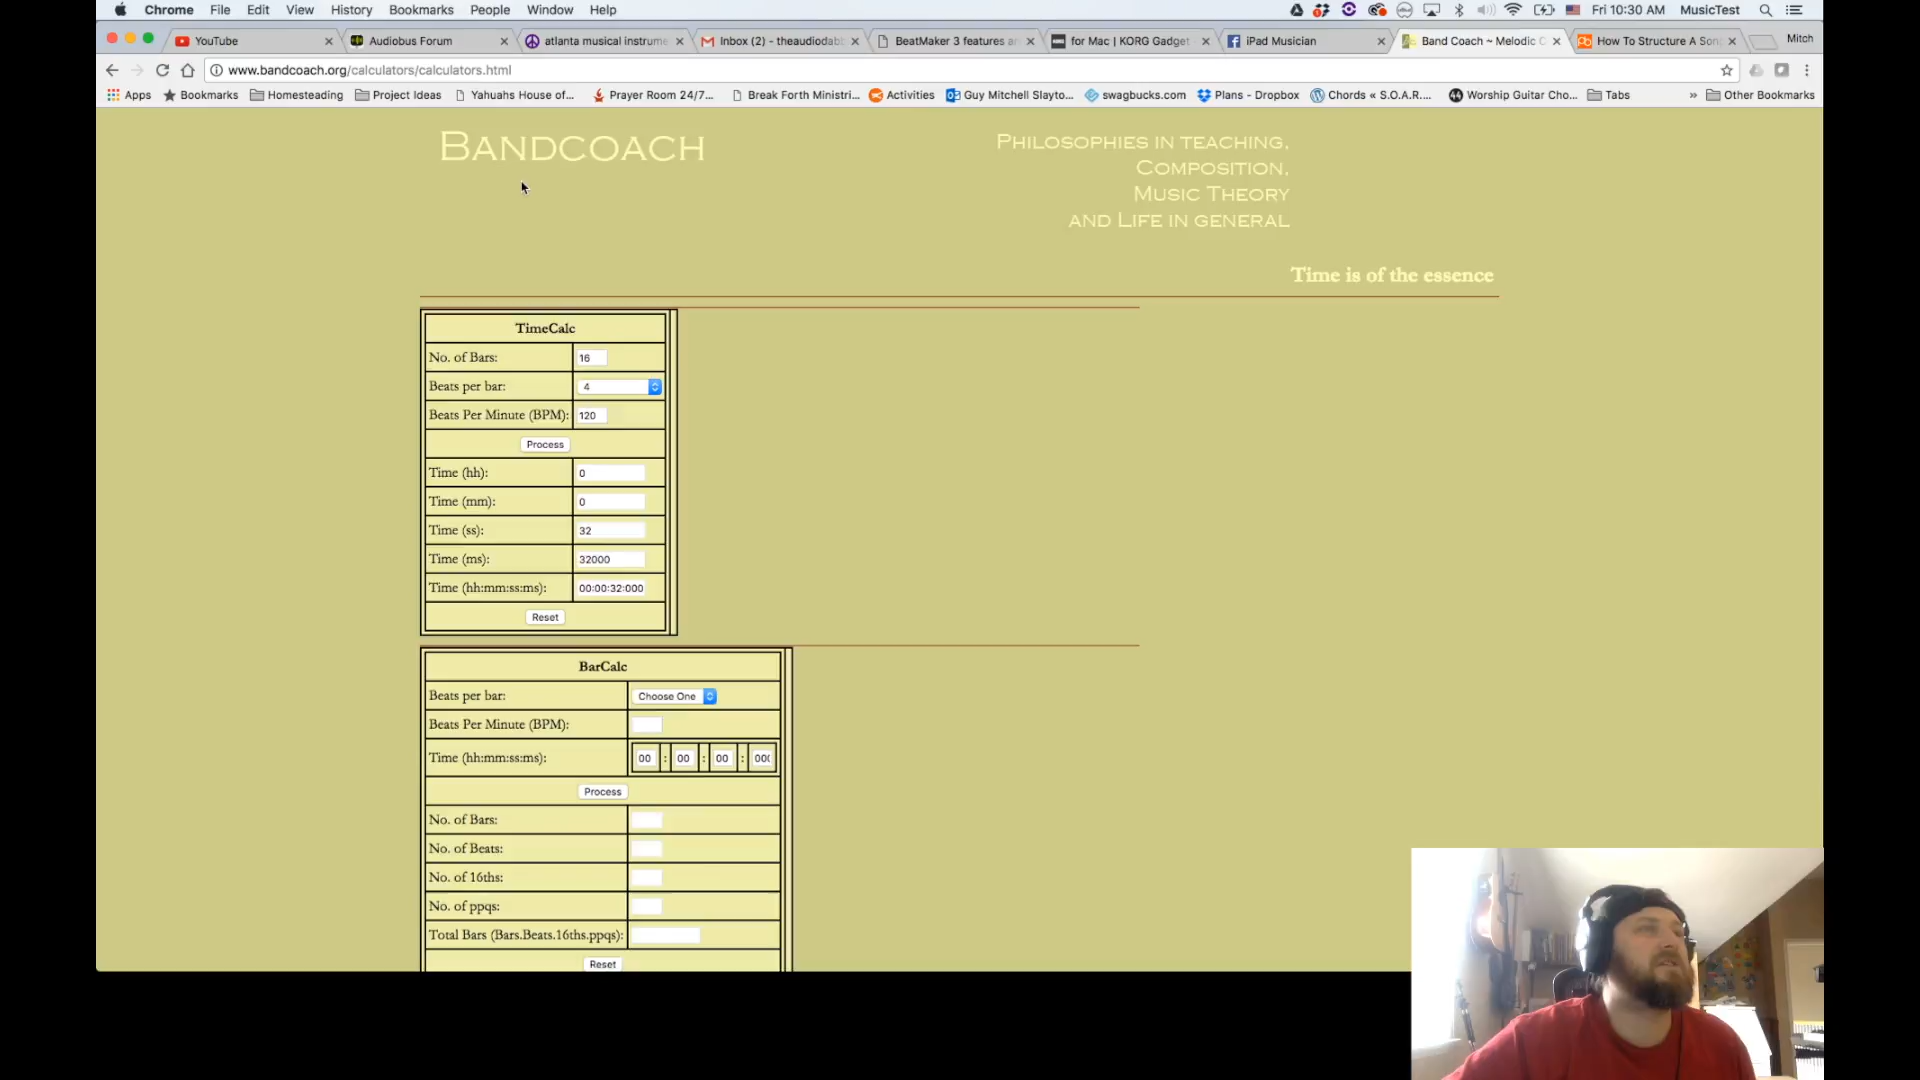 Chrome File Edit View History Bookmarks People Window Help Fri 10:30 AM MusicTest
YouTube Audiobus Forum atlanta musical instrume Inbox (2) - theaudiodab BeatMaker 3 features an for Mac | KORG Gadget iPad Musician Band Coach ~ Melodic C How To Structure A Son Mitch
www.bandcoach.org/calculators/calculators.html
Apps Bookmarks Homesteading Project Ideas Yahuahs House of... Prayer Room 24/7... Break Forth Ministri... Activities Guy Mitchell Slayto... swagbucks.com Plans - Dropbox Chords « S.O.A.R.... Worship Guitar Cho... Tabs » Other Bookmarks
BANDCOACH
PHILOSOPHIES IN TEACHING,
COMPOSITION,
MUSIC THEORY
AND LIFE IN GENERAL
Time is of the essence
TimeCalc
No. of Bars: 16
Beats per bar: 4
Beats Per Minute (BPM): 120
Process
Time (hh): 0
Time (mm): 0
Time (ss): 32
Time (ms): 32000
Time (hh:mm:ss:ms): 00:00:32:000
Reset
BarCalc
Beats per bar: Choose One
Beats Per Minute (BPM):
Time (hh:mm:ss:ms): 00 : 00 : 00 : 000
Process
No. of Bars:
No. of Beats:
No. of 16ths:
No. of ppqs:
Total Bars (Bars.Beats.16ths.ppqs):
Reset